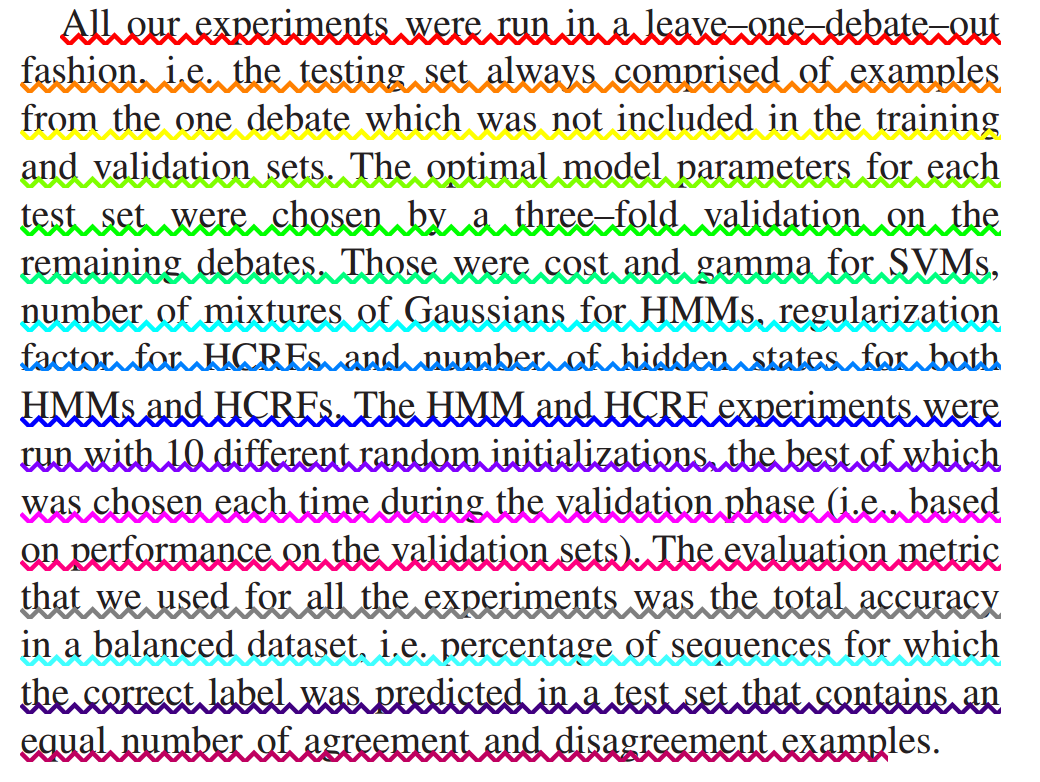 All our experiments were run in a leave–one–debate–out
fashion. i.e. the testing set always comprised of examples
from the one debate which was not included in the training
and validation sets. The optimal model parameters for each
test set were chosen by a three–fold validation on the
remaining debates. Those were cost and gamma for SVMs,
number of mixtures of Gaussians for HMMs, regularization
factor for HCRFs and number of hidden states for both
HMMs and HCRFs. The HMM and HCRF experiments were
run with 10 different random initializations, the best of which
was chosen each time during the validation phase (i.e., based
on performance on the validation sets). The evaluation metric
that we used for all the experiments was the total accuracy
in a balanced dataset, i.e. percentage of sequences for which
the correct label was predicted in a test set that contains an
equal number of agreement and disagreement examples.